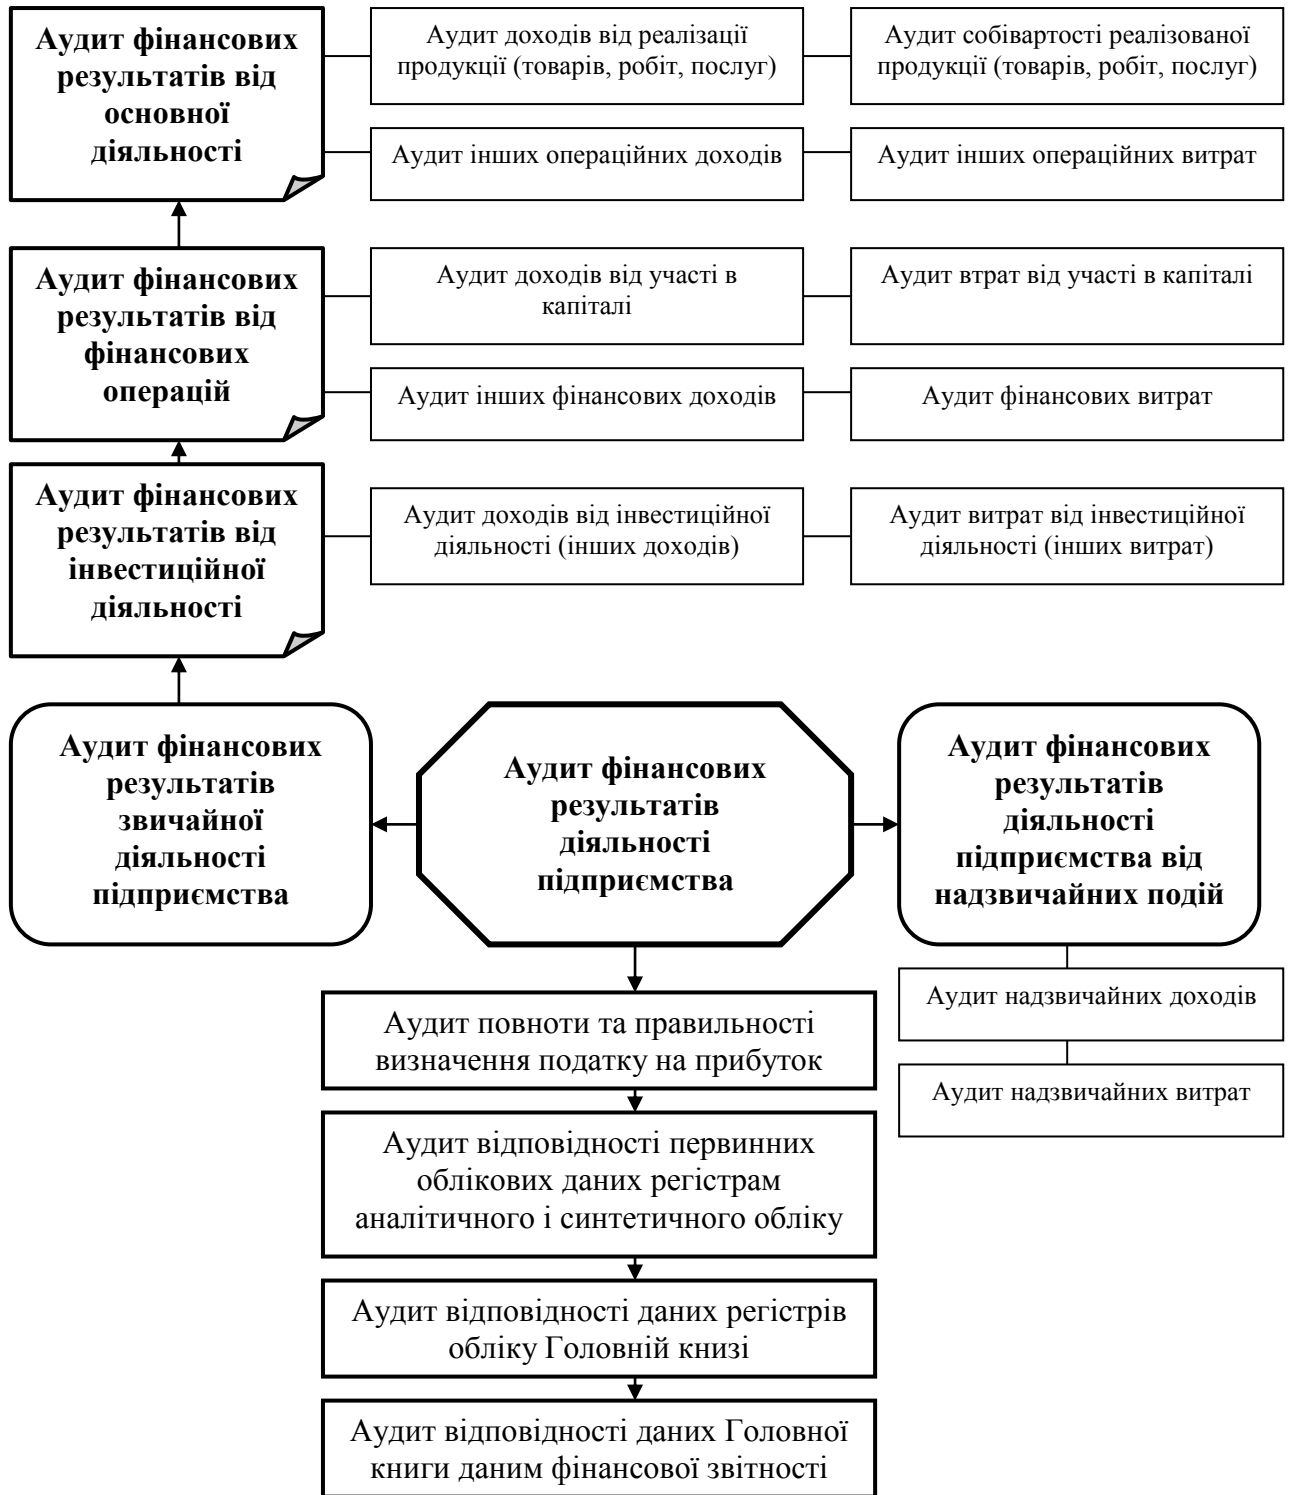 Аудит фінансових
результатів від
основної
діяльності
Аудит доходів від реалізації
продукції (товарів, робіт, послуг)
Аудит собівартості реалізованої
продукції (товарів, робіт, послуг)
Аудит інших операційних доходів
Аудит інших операційних витрат
Аудит фінансових
результатів від
фінансових
операцій
Аудит доходів від участі в
капіталі
Аудит втрат від участі в капіталі
Аудит інших фінансових доходів
Аудит фінансових витрат
Аудит фінансових
результатів від
інвестиційної
діяльності
Аудит доходів від інвестиційної
діяльності (інших доходів)
Аудит витрат від інвестиційної
діяльності (інших витрат)
Аудит фінансових
результатів
звичайної
діяльності
підприємства
Аудит фінансових
результатів
діяльності
підприємства
Аудит фінансових
результатів
діяльності
підприємства від
надзвичайних подій
Аудит надзвичайних доходів
Аудит надзвичайних витрат
Аудит повноти та правильності
визначення податку на прибуток
Аудит відповідності первинних
облікових даних регістрам
аналітичного і синтетичного обліку
Аудит відповідності даних регістрів
обліку Головній книзі
Аудит відповідності даних Головної
книги даним фінансової звітності